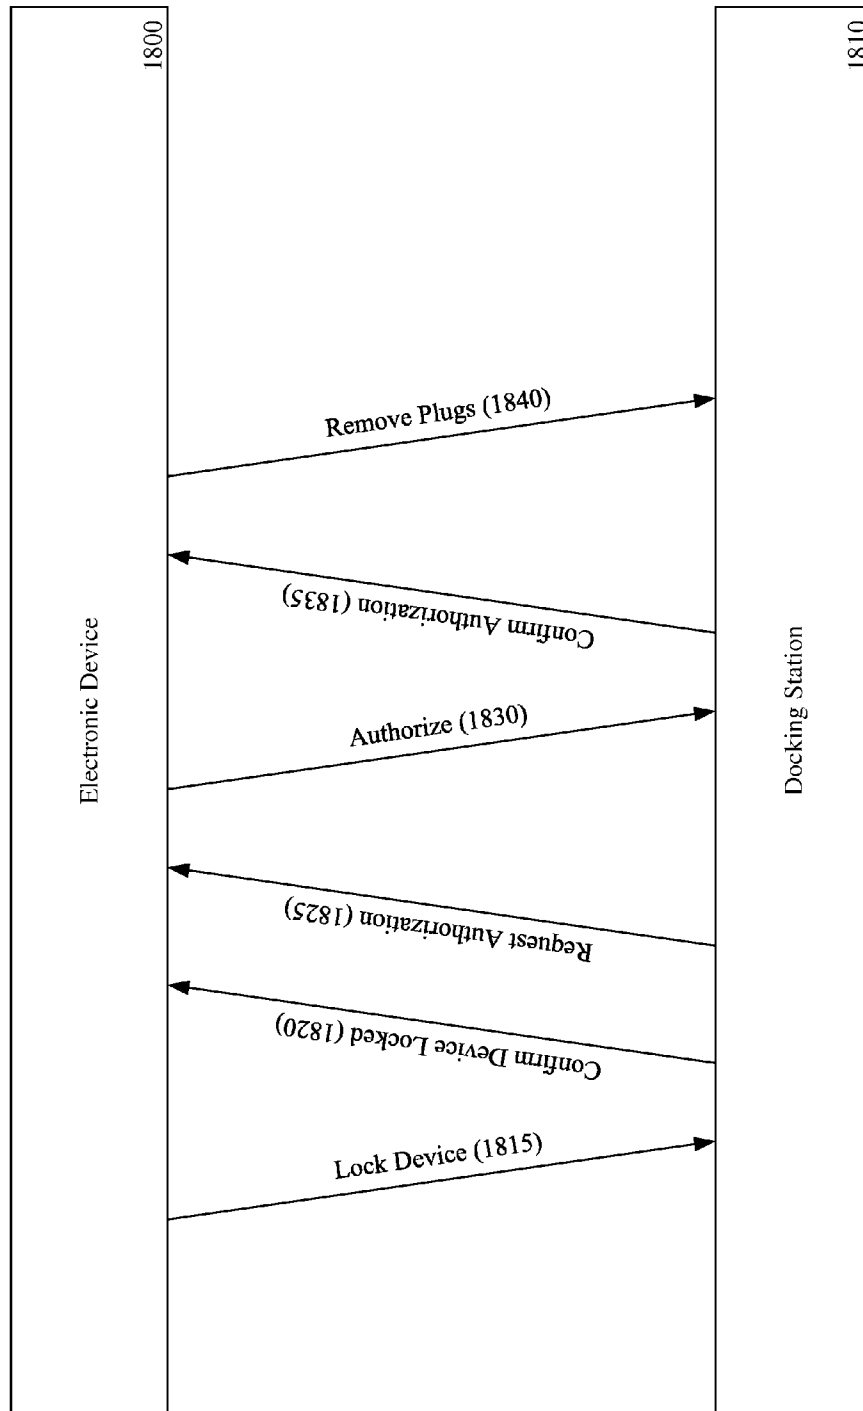 Electronic Device
1800
Docking Station
1810
Lock Device (1815)
Confirm Device Locked (1820)
Request Authorization (1825)
Authorize (1830)
Confirm Authorization (1835)
Remove Plugs (1840)